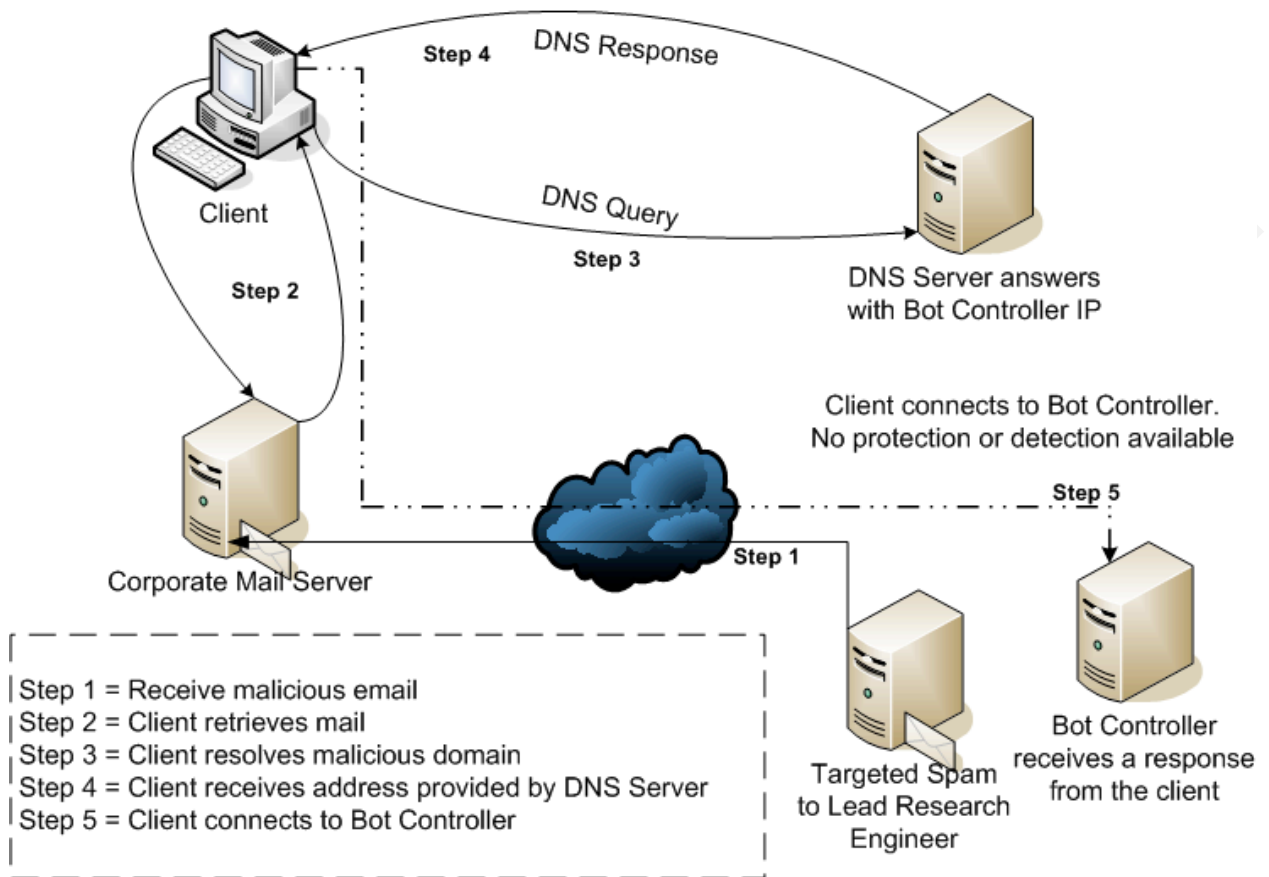 Step 4
DNS Response
Client
DNS Query
Step 3
Step 2
DNS Server answers
with Bot Controller IP
Client connects to Bot Controller.
No protection or detection available
Step 5
Step 1
Corporate Mail Server
Step 1 = Receive malicious email
Step 2 = Client retrieves mail
Step 3 = Client resolves malicious domain
Step 4 = Client receives address provided by DNS Server
Step 5 = Client connects to Bot Controller
Targeted Spam
to Lead Research
Engineer
Bot Controller
receives a response
from the client